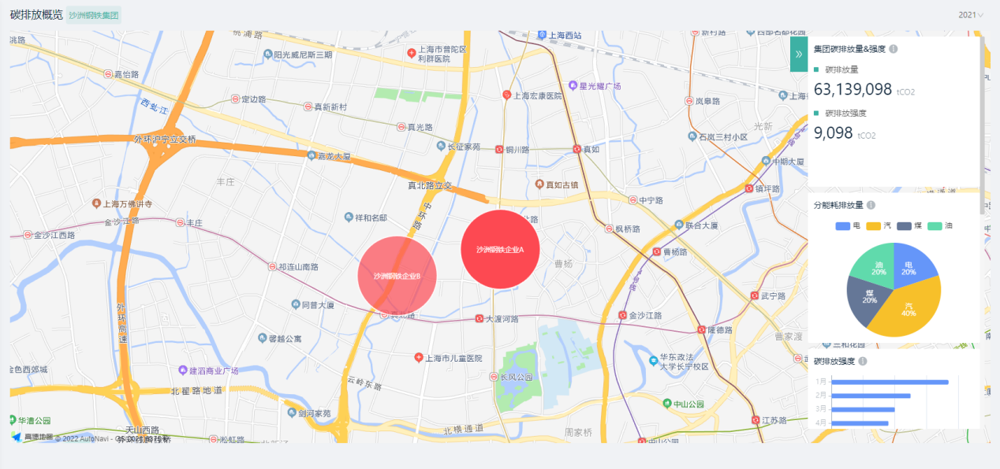 碳排放概览 沙洲钢铁集团
2021
桃浦路
上海西站
新村路
上海市普陀区
利群医院
阳光威尼斯三期
嘉怡路
星光耀广场
定边路
真新新村
上海宏康医院
岚皋路
西虬江
真光路
光新
外环沪宁立交桥
长征家苑
铜川路
真如
石岚三村小区
嘉龙大厦
中期大厦
丰庄
真北路立交
真如古镇
镇坪路
上海万佛讲寺
中宁路
金沙江路
丰庄
祥和名邸
枫桥路
联合大厦
金沙江西路
沙洲钢铁企业A
曹杨路
祁连山南路
曹杨
沙洲钢铁企业B
武宁路
同普大厦
金沙江路
外环高速
大渡河路
隆德路
馨越公寓
曹家渡
上海市儿童医院
华东政法
大学长宁校区
金色西郊城
建滔商业广场
长风公园
云岭东路
北翟路地道
剑河家苑
中山公园
华漕公园
江苏路
天山西路
北横通道
周家桥
高德地图 © 2022 AutoNavi
淞虹路
中山公园
集团碳排放量&强度
碳排放量
63,139,098 tCO2
碳排放强度
9,098 tCO2
分能耗排放量
电 汽 煤 油
油
20%
电
20%
煤
20%
汽
40%
碳排放强度
1月
2月
3月
4月